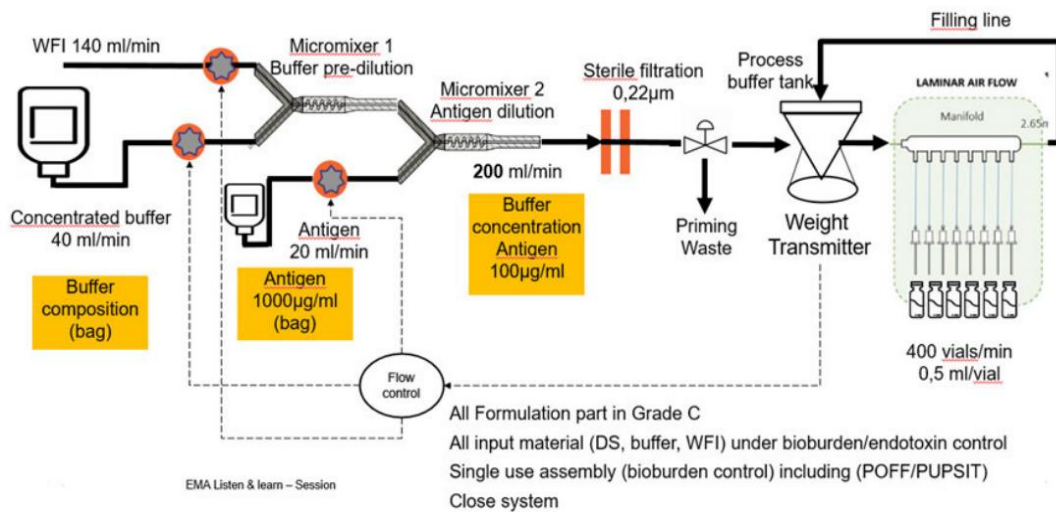 Filling line
WFI 140 ml/min
Micromixer 1
Buffer pre-dilution
Micromixer 2
Antigen dilution
Sterile filtration
0,22µm
Process
buffer tank
LAMINAR AIR FLOW
Manifold
200 ml/min
Concentrated buffer
40 ml/min
Antigen
20 ml/min
Priming
Waste
Weight
Transmitter
Buffer
composition
(bag)
Antigen
1000µg/ml
(bag)
Buffer
concentration
Antigen
100µg/ml
400 vials/min
0,5 ml/vial
Flow
control
All Formulation part in Grade C
All input material (DS, buffer, WFI) under bioburden/endotoxin control
Single use assembly (bioburden control) including (POFF/PUPSIT)
Close system
EMA Listen & learn – Session